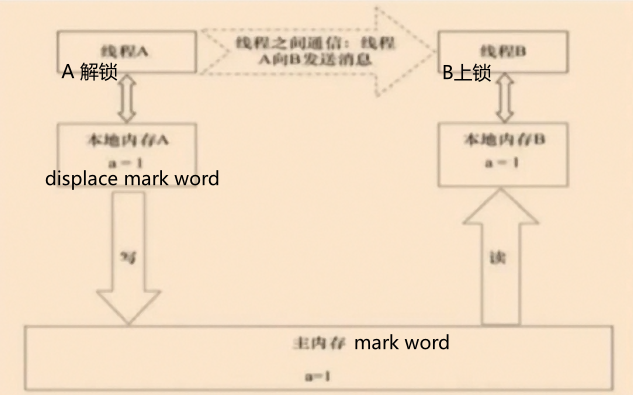 线程A
线程之间通信：线程
A向B发送消息
线程B
A 解锁
B上锁
本地内存A
a = 1
displace mark word
本地内存B
a = 1
写
读
主内存 mark word
a=1